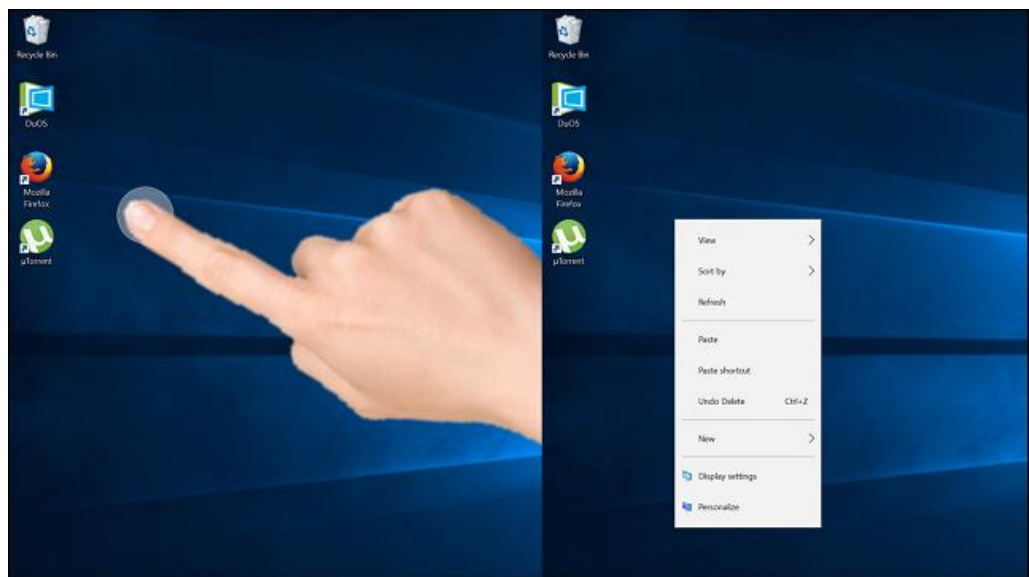 Recycle Bin
DuOS
Mozilla
Firefox
µTorrent
Recycle Bin
DuOS
Mozilla
Firefox
µTorrent
View
Sort by
Refresh
Paste
Paste shortcut
Undo Delete Ctrl+Z
New
Display settings
Personalize